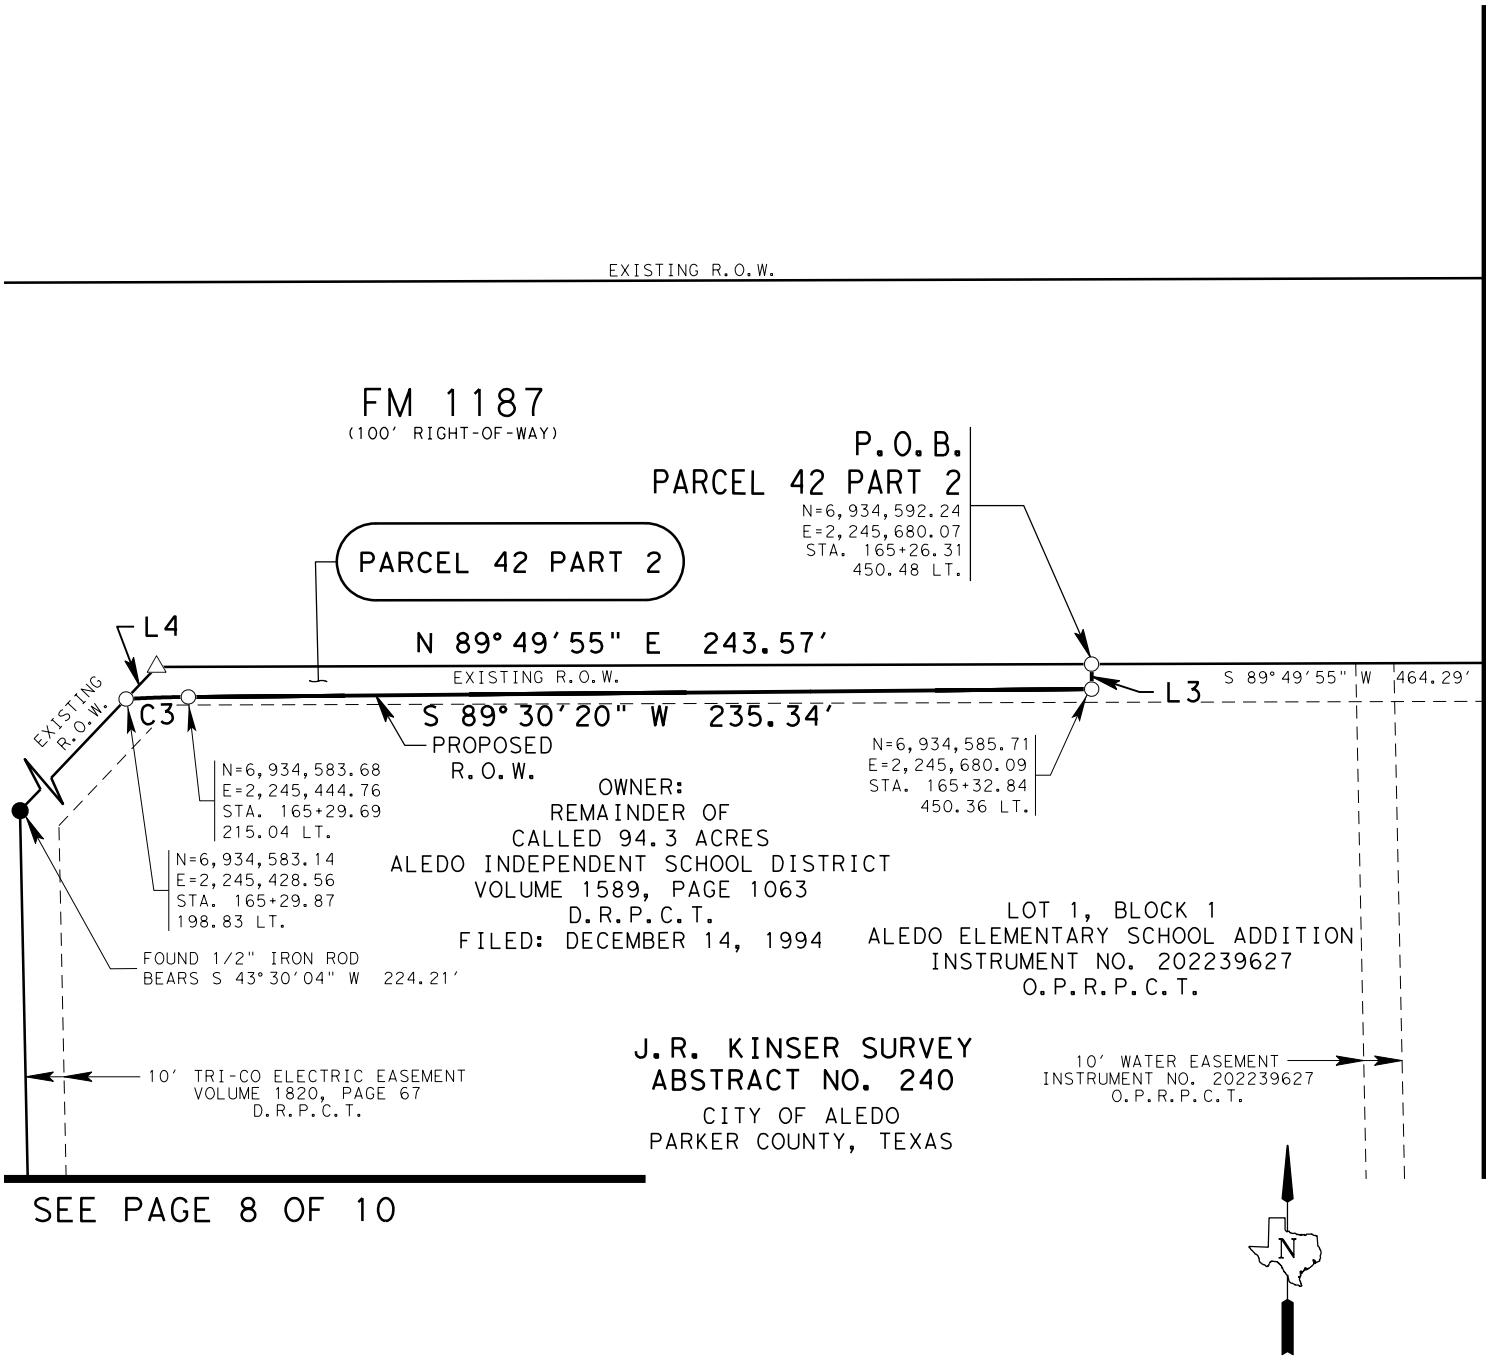 EXISTING R.O.W.
FM 1187
(100' RIGHT-OF-WAY)
P.O.B.
PARCEL 42 PART 2
N=6,934,592.24
E=2,245,680.07
STA. 165+26.31
450.48 LT.
PARCEL 42 PART 2
L4
N 89°49'55" E 243.57'
EXISTING R.O.W.
S 89°49'55" W 464.29'
L3
EXISTING
R.O.W.
C3
S 89°30'20" W 235.34'
PROPOSED
R.O.W.
N=6,934,585.71
E=2,245,680.09
STA. 165+32.84
450.36 LT.
N=6,934,583.68
E=2,245,444.76
STA. 165+29.69
215.04 LT.
N=6,934,583.14
E=2,245,428.56
STA. 165+29.87
198.83 LT.
OWNER:
REMAINDER OF
CALLED 94.3 ACRES
ALEDO INDEPENDENT SCHOOL DISTRICT
VOLUME 1589, PAGE 1063
D.R.P.C.T.
FILED: DECEMBER 14, 1994
LOT 1, BLOCK 1
ALEDO ELEMENTARY SCHOOL ADDITION
INSTRUMENT NO. 202239627
O.P.R.P.C.T.
FOUND 1/2" IRON ROD
BEARS S 43°30'04" W 224.21'
J.R. KINSER SURVEY
ABSTRACT NO. 240
CITY OF ALEDO
PARKER COUNTY, TEXAS
10' WATER EASEMENT
INSTRUMENT NO. 202239627
O.P.R.P.C.T.
10' TRI-CO ELECTRIC EASEMENT
VOLUME 1820, PAGE 67
D.R.P.C.T.
SEE PAGE 8 OF 10
N